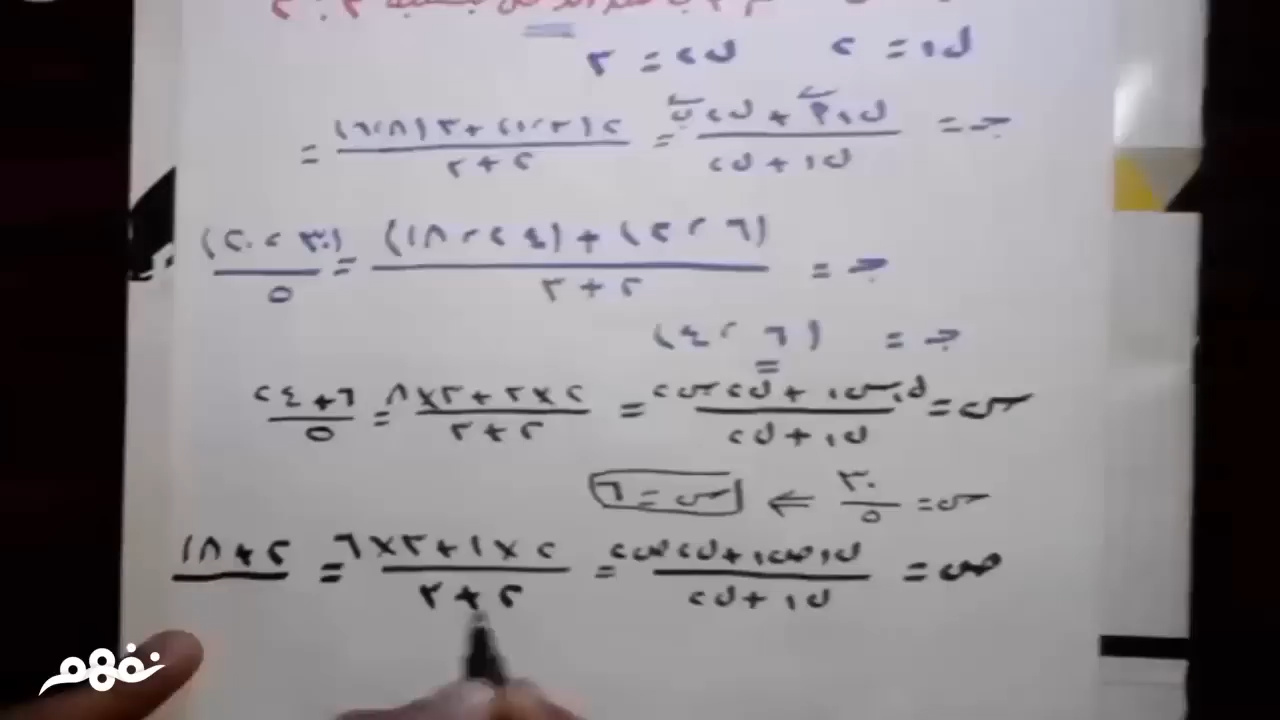 ل١ = ٢ ل٢ = ٣
جـ = (ل١ أ + ل٢ ب) / (ل١ + ل٢) = (٢(٣، ١) + ٣(٨، ٦)) / (٢ + ٣) =
جـ = ((٦، ٢) + (٢٤، ١٨)) / (٢ + ٣) = (٣٠، ٢٠) / ٥
جـ = (٦، ٤)
س = (ل١ س١ + ل٢ س٢) / (ل١ + ل٢) = (٢ × ٣ + ٣ × ٨) / (٢ + ٣) = (٦ + ٢٤) / ٥
س = ٣٠ / ٥ ⇐ س = ٦
ص = (ل١ ص١ + ل٢ ص٢) / (ل١ + ل٢) = (٢ × ١ + ٣ × ٦) / (٢ + ٣) = ٢ + ١٨
نفهم